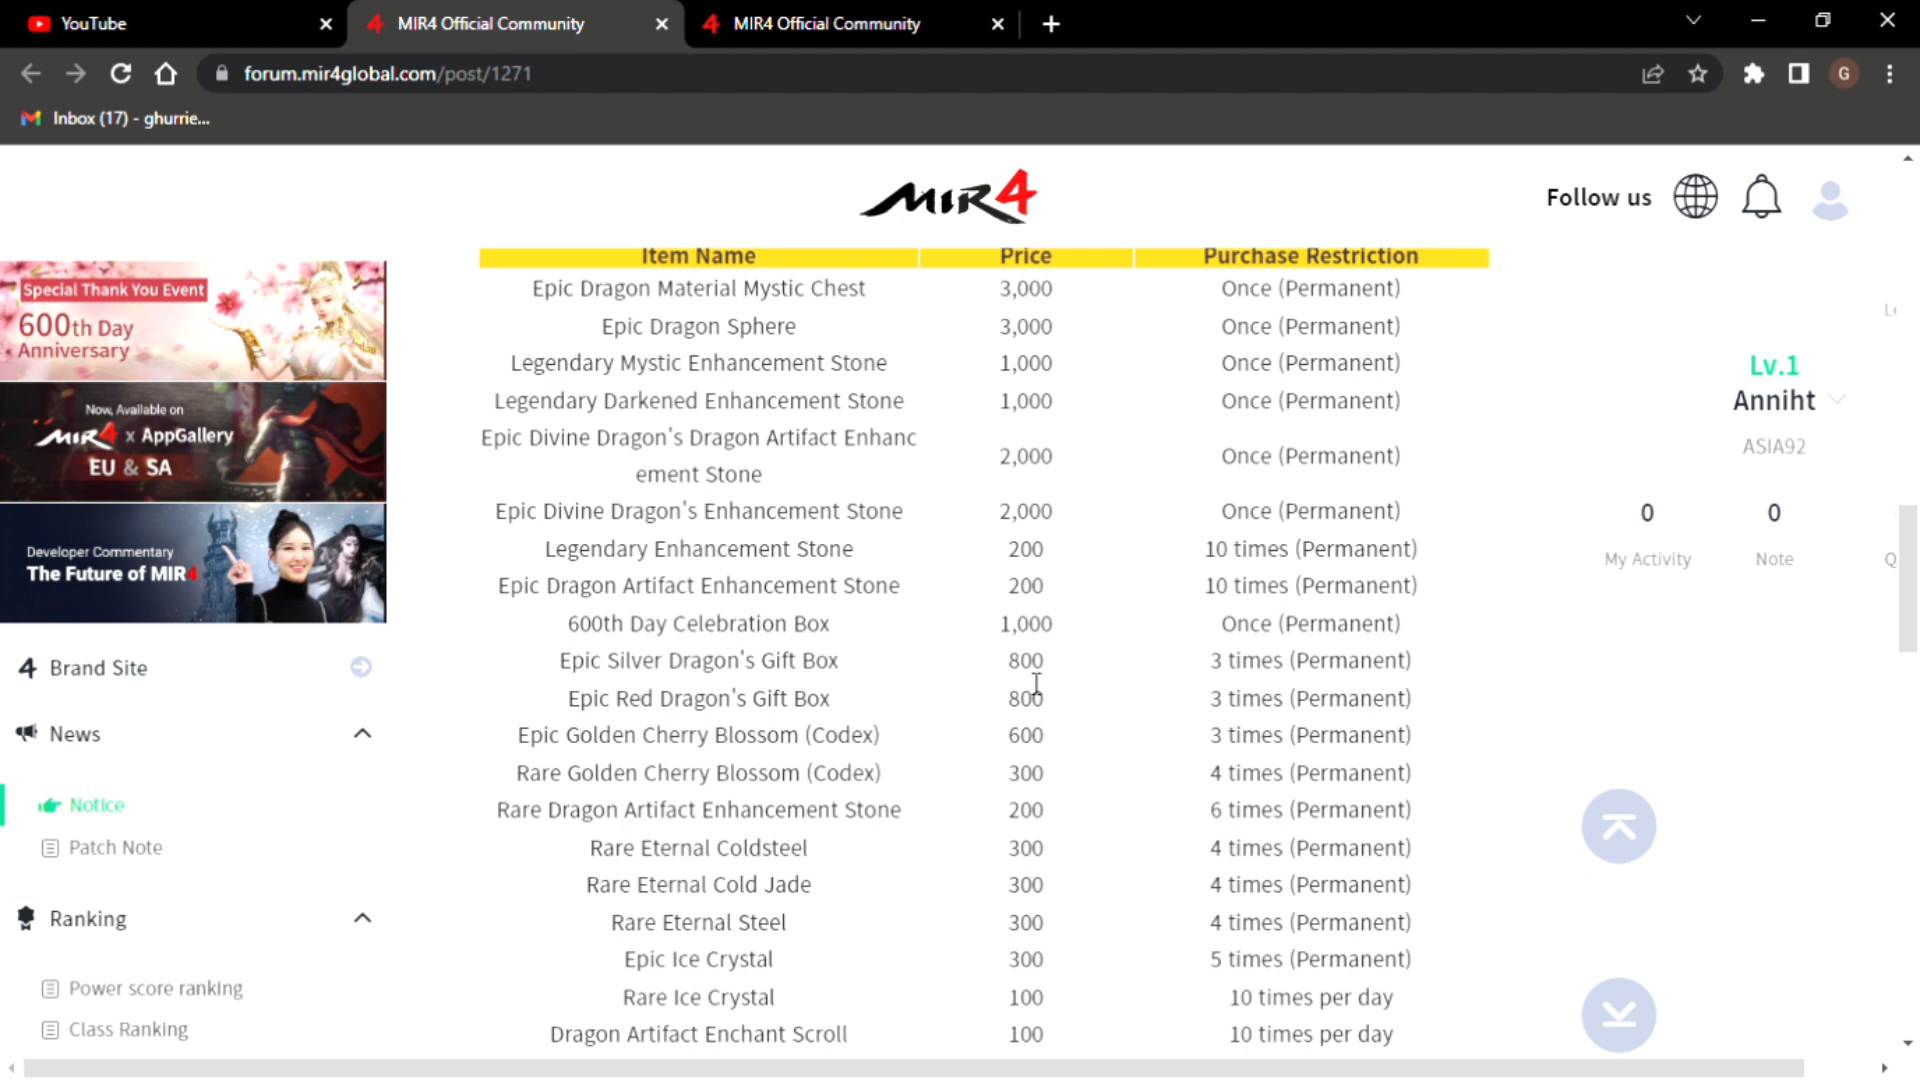 YouTube
MIR4 Official Community
MIR4 Official Community
forum.mir4global.com/post/1271
G
Inbox (17) - ghurrie...
MIR4
Follow us
Special Thank You Event
600th Day
Anniversary
Now, Available on
MIR4 x AppGallery
EU & SA
Developer Commentary
The Future of MIR4
4 Brand Site
News
Notice
Patch Note
Ranking
Power score ranking
Class Ranking
Item Name Price Purchase Restriction
Epic Dragon Material Mystic Chest 3,000 Once (Permanent)
Epic Dragon Sphere 3,000 Once (Permanent)
Legendary Mystic Enhancement Stone 1,000 Once (Permanent)
Legendary Darkened Enhancement Stone 1,000 Once (Permanent)
Epic Divine Dragon's Dragon Artifact Enhanc
ement Stone 2,000 Once (Permanent)
Epic Divine Dragon's Enhancement Stone 2,000 Once (Permanent)
Legendary Enhancement Stone 200 10 times (Permanent)
Epic Dragon Artifact Enhancement Stone 200 10 times (Permanent)
600th Day Celebration Box 1,000 Once (Permanent)
Epic Silver Dragon's Gift Box 800 3 times (Permanent)
Epic Red Dragon's Gift Box 800 3 times (Permanent)
Epic Golden Cherry Blossom (Codex) 600 3 times (Permanent)
Rare Golden Cherry Blossom (Codex) 300 4 times (Permanent)
Rare Dragon Artifact Enhancement Stone 200 6 times (Permanent)
Rare Eternal Coldsteel 300 4 times (Permanent)
Rare Eternal Cold Jade 300 4 times (Permanent)
Rare Eternal Steel 300 4 times (Permanent)
Epic Ice Crystal 300 5 times (Permanent)
Rare Ice Crystal 100 10 times per day
Dragon Artifact Enchant Scroll 100 10 times per day
Lv.1
Anniht
ASIA92
0 0
My Activity Note Q